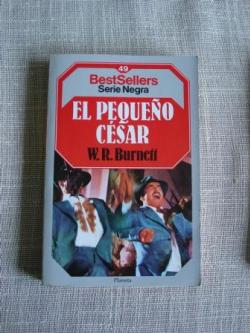 49
BestSellers
Serie Negra
EL PEQUEÑO
CÉSAR
W. R. Burnett
Planeta